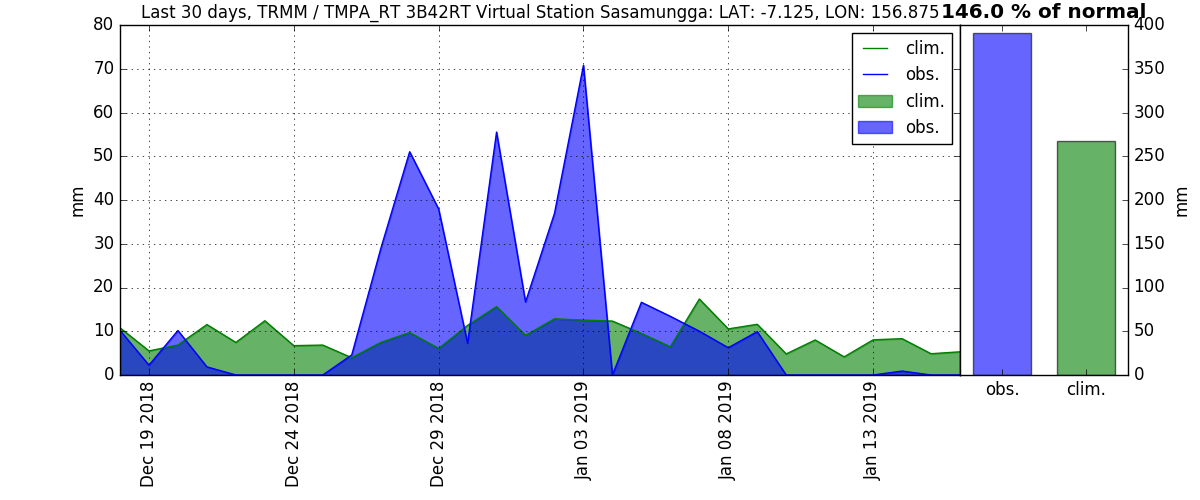 Last 30 days, TRMM / TMPA_RT 3B42RT Virtual Station Sasamungga: LAT: -7.125, LON: 156.875
146.0 % of normal
80
70
60
50
40
30
20
10
0
mm
clim.
obs.
clim.
obs.
Dec 19 2018
Dec 24 2018
Dec 29 2018
Jan 03 2019
Jan 08 2019
Jan 13 2019
400
350
300
250
200
150
100
50
0
mm
obs.
clim.